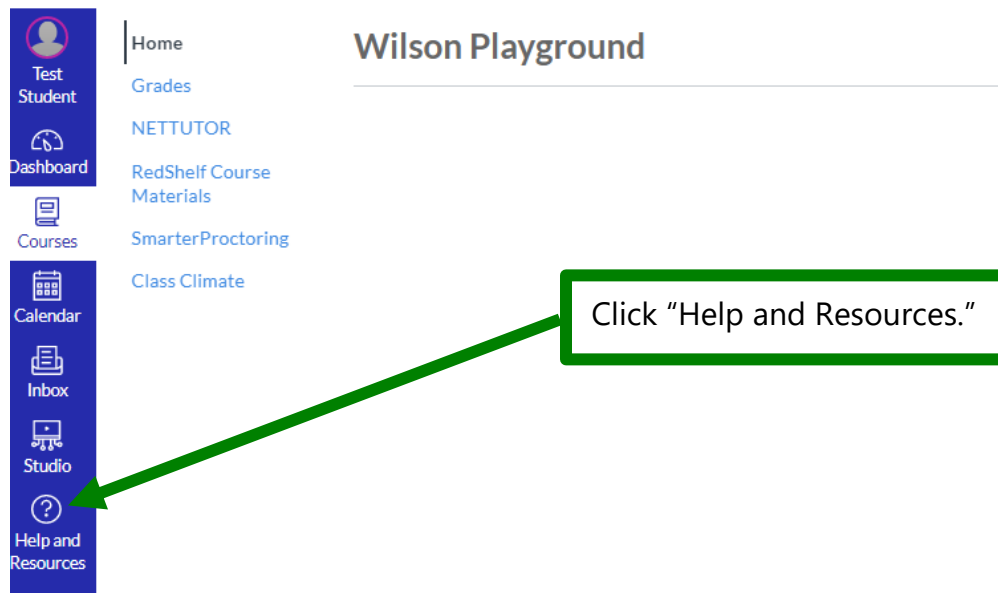 Test
Student
Dashboard
Courses
Calendar
Inbox
Studio
Help and
Resources
Home
Grades
NETTUTOR
RedShelf Course
Materials
SmarterProctoring
Class Climate
Wilson Playground
Click “Help and Resources.”